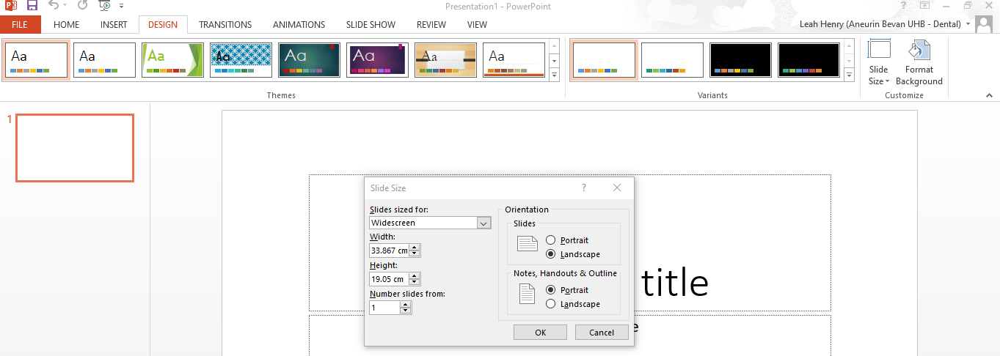 Presentation1 - PowerPoint
FILE HOME INSERT DESIGN TRANSITIONS ANIMATIONS SLIDE SHOW REVIEW VIEW Leah Henry (Aneurin Bevan UHB - Dental)
Aa Aa Aa Aa Aa Aa Aa Aa
Slide Size
Format Background
Themes Variants Customize
1
Slide Size ?
Slides sized for:
Widescreen
Width:
33.867 cm
Height:
19.05 cm
Number slides from:
1
Orientation
Slides
Portrait
Landscape
Notes, Handouts & Outline
Portrait
Landscape
OK Cancel
title
e